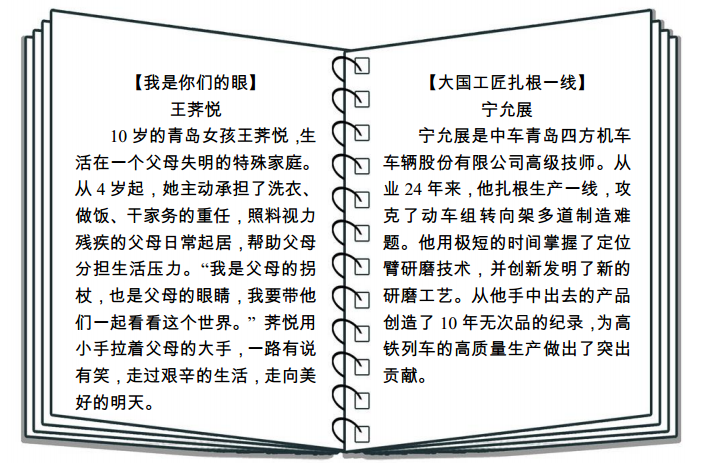 【我是你们的眼】
王荠悦
10 岁的青岛女孩王荠悦,生
活在一个父母失明的特殊家庭。
从 4 岁起,她主动承担了洗衣、
做饭、干家务的重任,照料视力
残疾的父母日常起居,帮助父母
分担生活压力。“我是父母的拐
杖,也是父母的眼睛,我要带他
们一起看看这个世界。” 荠悦用
小手拉着父母的大手,一路有说
有笑,走过艰辛的生活,走向美
好的明天。
【大国工匠扎根一线】
宁允展
宁允展是中车青岛四方机车
车辆股份有限公司高级技师。从
业 24 年来,他扎根生产一线,攻
克了动车组转向架多道制造难
题。他用极短的时间掌握了定位
臂研磨技术,并创新发明了新的
研磨工艺。从他手中出去的产品
创造了 10 年无次品的纪录,为高
铁列车的高质量生产做出了突出
贡献。